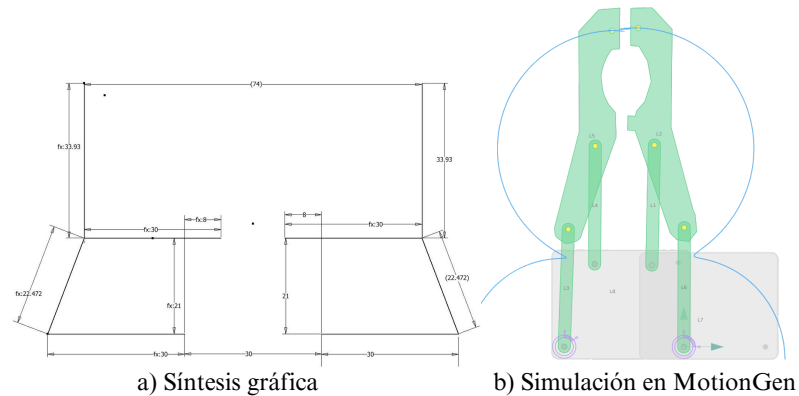 (74)
fx:33.93
33.93
fx:8
8
fx:30
fx:30
fx:22.472
fx:21
21
(22.472)
fx:30
30
30
L5
L2
L4
L1
L3
L8
L6
L7
a) Síntesis gráfica
b) Simulación en MotionGen